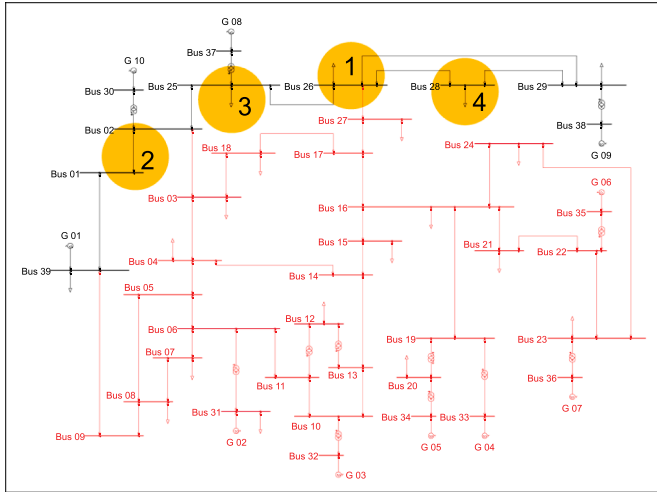 G 08
Bus 37
G 10
Bus 30
Bus 25
3
Bus 26
1
Bus 28
4
Bus 29
Bus 38
G 09
Bus 02
2
Bus 01
Bus 27
Bus 18
Bus 17
Bus 24
Bus 03
Bus 16
G 06
Bus 35
G 01
Bus 39
Bus 04
Bus 15
Bus 14
Bus 21
Bus 22
Bus 05
Bus 06
Bus 12
Bus 19
Bus 23
Bus 07
Bus 11
Bus 13
Bus 20
Bus 36
G 07
Bus 08
Bus 31
G 02
Bus 10
Bus 34
Bus 33
G 05
G 04
Bus 09
Bus 32
G 03